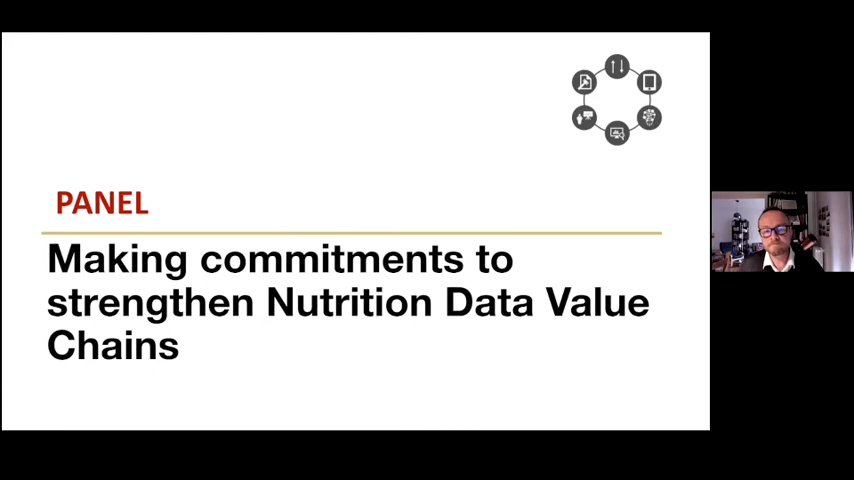 PANEL
Making commitments to
strengthen Nutrition Data Value
Chains